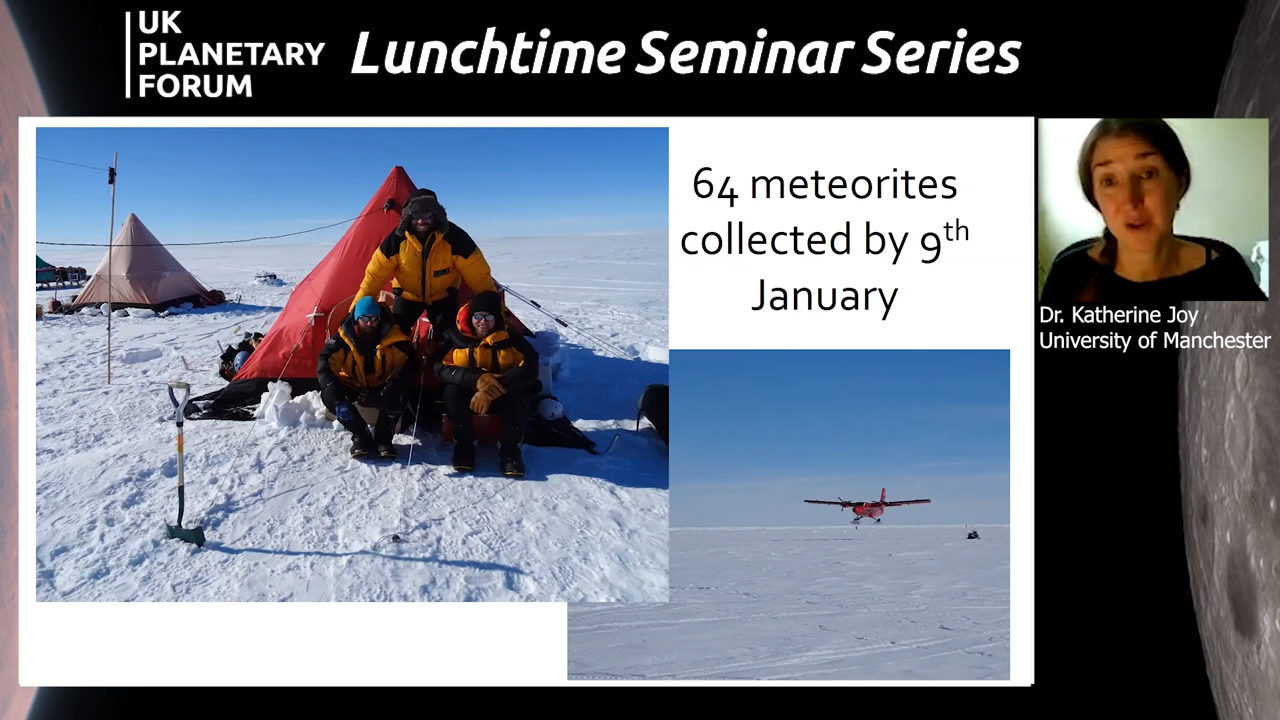 UK
PLANETARY
FORUM
Lunchtime Seminar Series
64 meteorites
collected by 9th
January
Dr. Katherine Joy
University of Manchester